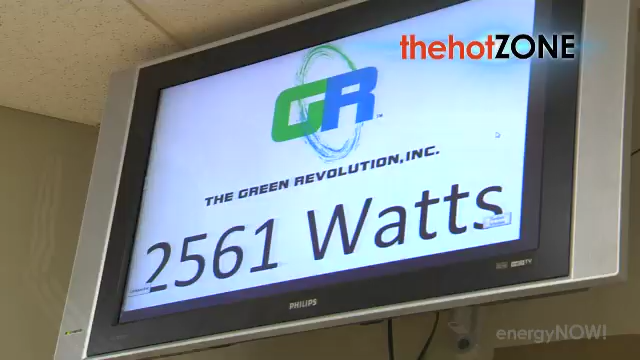 thehotZONE
GR
THE GREEN REVOLUTION, INC.
2561 Watts
PHILIPS
energyNOW!